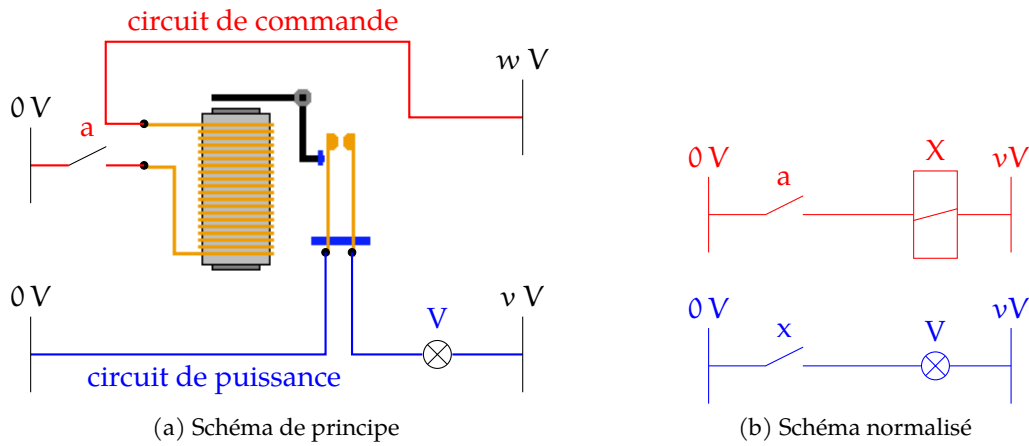 circuit de commande
w V
0 V
a
0 V
v V
V
circuit de puissance
(a) Schéma de principe
0 V
a
X
vV
0 V
x
V
vV
(b) Schéma normalisé